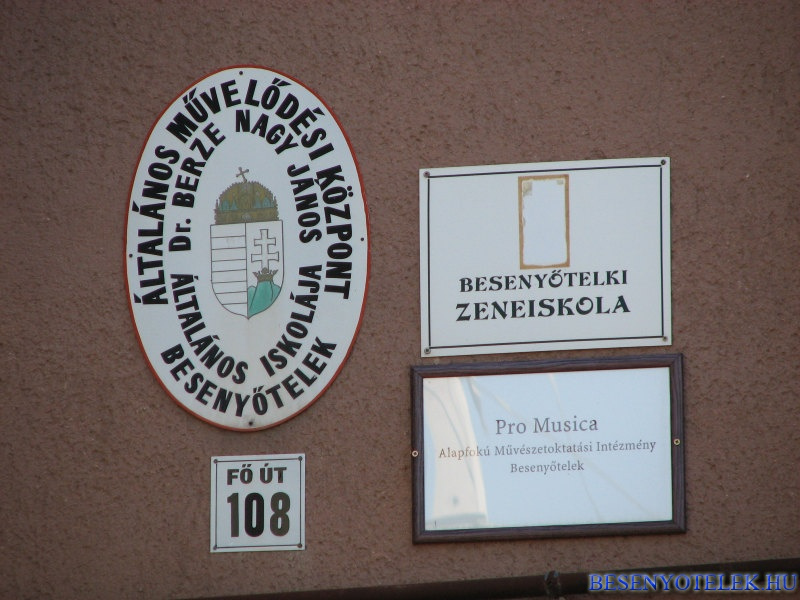 ÁLTALÁNOS MŰVELŐDÉSI KÖZPONT
Dr. BERZE NAGY JÁNOS
ÁLTALÁNOS ISKOLÁJA
BESENYŐTELEK
BESENYŐTELKI
ZENEISKOLA
Pro Musica
Alapfokú Művészetoktatási Intézmény
Besenyőtelek
FŐ ÚT
108
BESENYOTELEK.HU